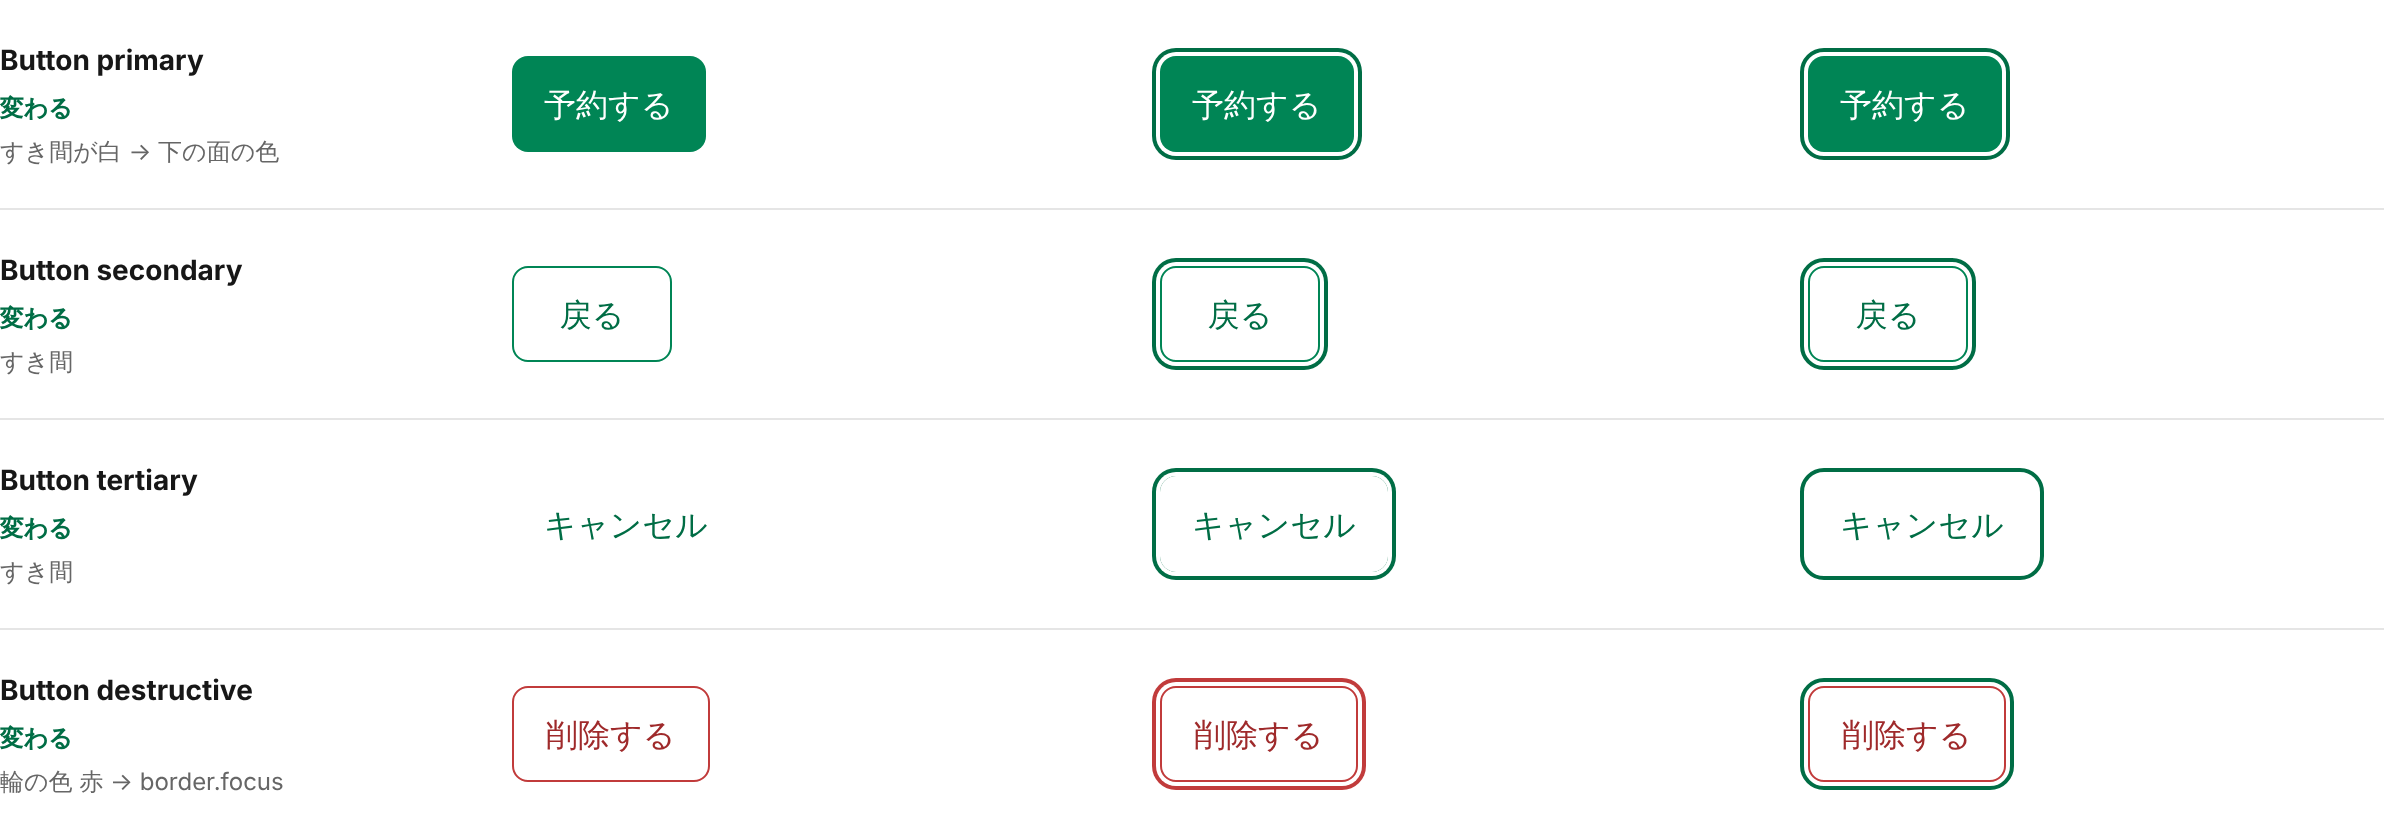 Button primary
変わる
すき間が白 → 下の面の色
予約する
予約する
予約する
Button secondary
変わる
すき間
戻る
戻る
戻る
Button tertiary
変わる
すき間
キャンセル
キャンセル
キャンセル
Button destructive
変わる
輪の色 赤 → border.focus
削除する
削除する
削除する